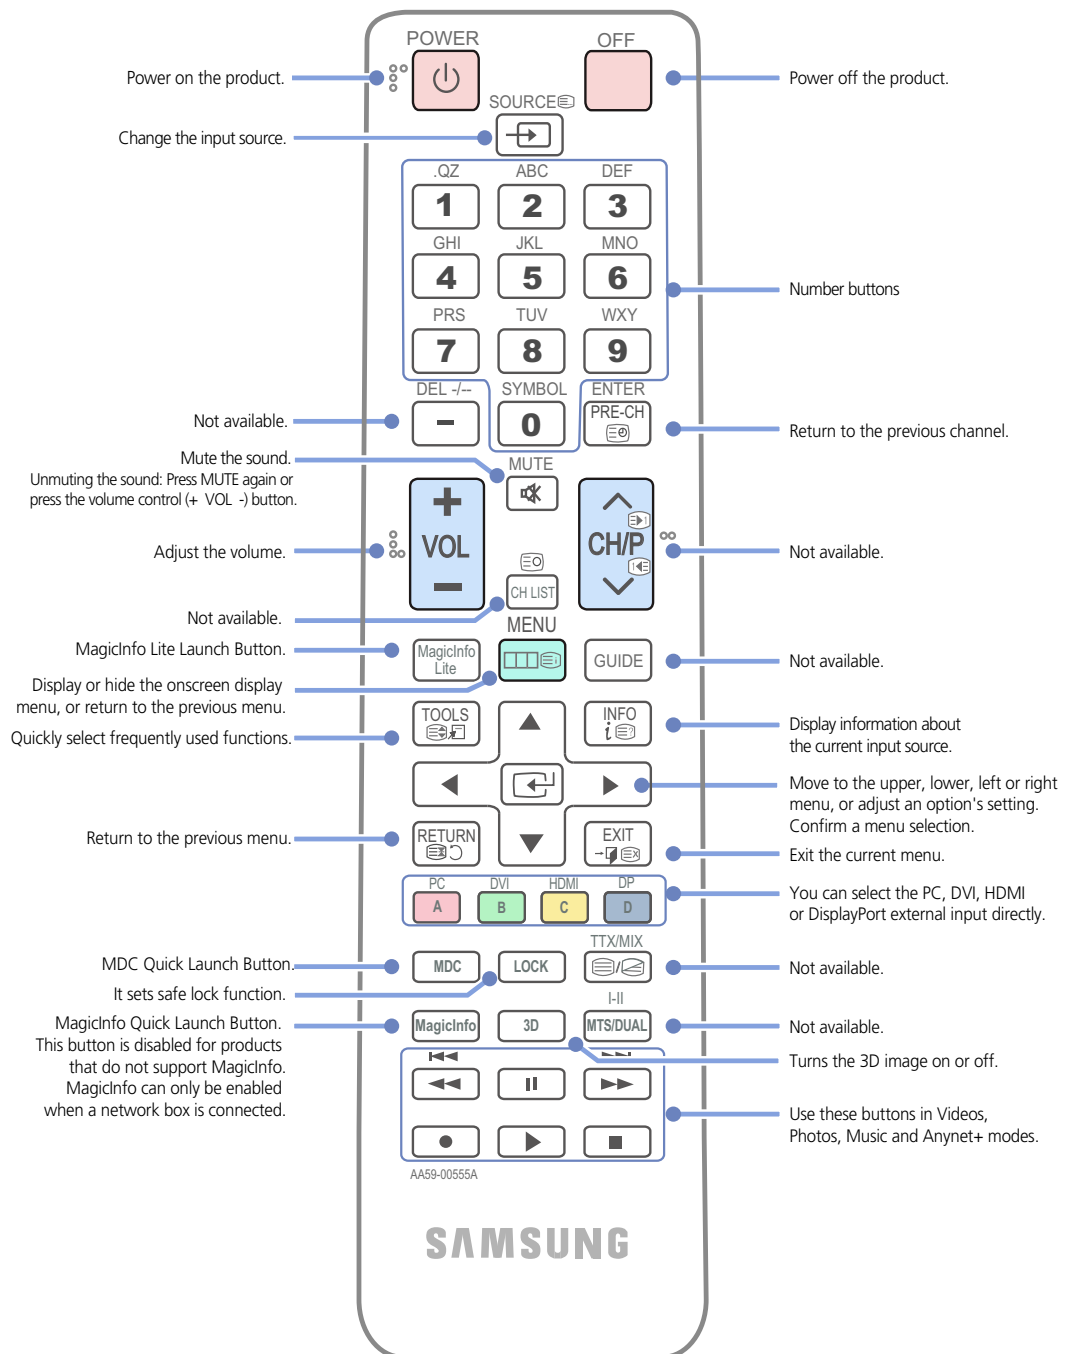 POWER
OFF
Power on the product.
Power off the product.
SOURCE
Change the input source.
.QZ
ABC
DEF
1
2
3
GHI
JKL
MNO
4
5
6
Number buttons
PRS
TUV
WXY
7
8
9
DEL -/--
SYMBOL
ENTER
-
0
PRE-CH
Not available.
Return to the previous channel.
Mute the sound.
Unmuting the sound: Press MUTE again or
press the volume control (+ VOL -) button.
MUTE
+
VOL
-
CH/P
Adjust the volume.
Not available.
CH LIST
Not available.
MENU
MagicInfo Lite Launch Button.
MagicInfo
Lite
GUIDE
Not available.
Display or hide the onscreen display
menu, or return to the previous menu.
TOOLS
INFO
Quickly select frequently used functions.
Display information about
the current input source.
Move to the upper, lower, left or right
menu, or adjust an option's setting.
Confirm a menu selection.
Return to the previous menu.
RETURN
EXIT
Exit the current menu.
PC
DVI
HDMI
DP
A
B
C
D
You can select the PC, DVI, HDMI
or DisplayPort external input directly.
TTX/MIX
MDC Quick Launch Button.
MDC
LOCK
Not available.
It sets safe lock function.
I-II
MagicInfo Quick Launch Button.
This button is disabled for products
that do not support MagicInfo.
MagicInfo can only be enabled
when a network box is connected.
MagicInfo
3D
MTS/DUAL
Not available.
Turns the 3D image on or off.
Use these buttons in Videos,
Photos, Music and Anynet+ modes.
AA59-00555A
SAMSUNG